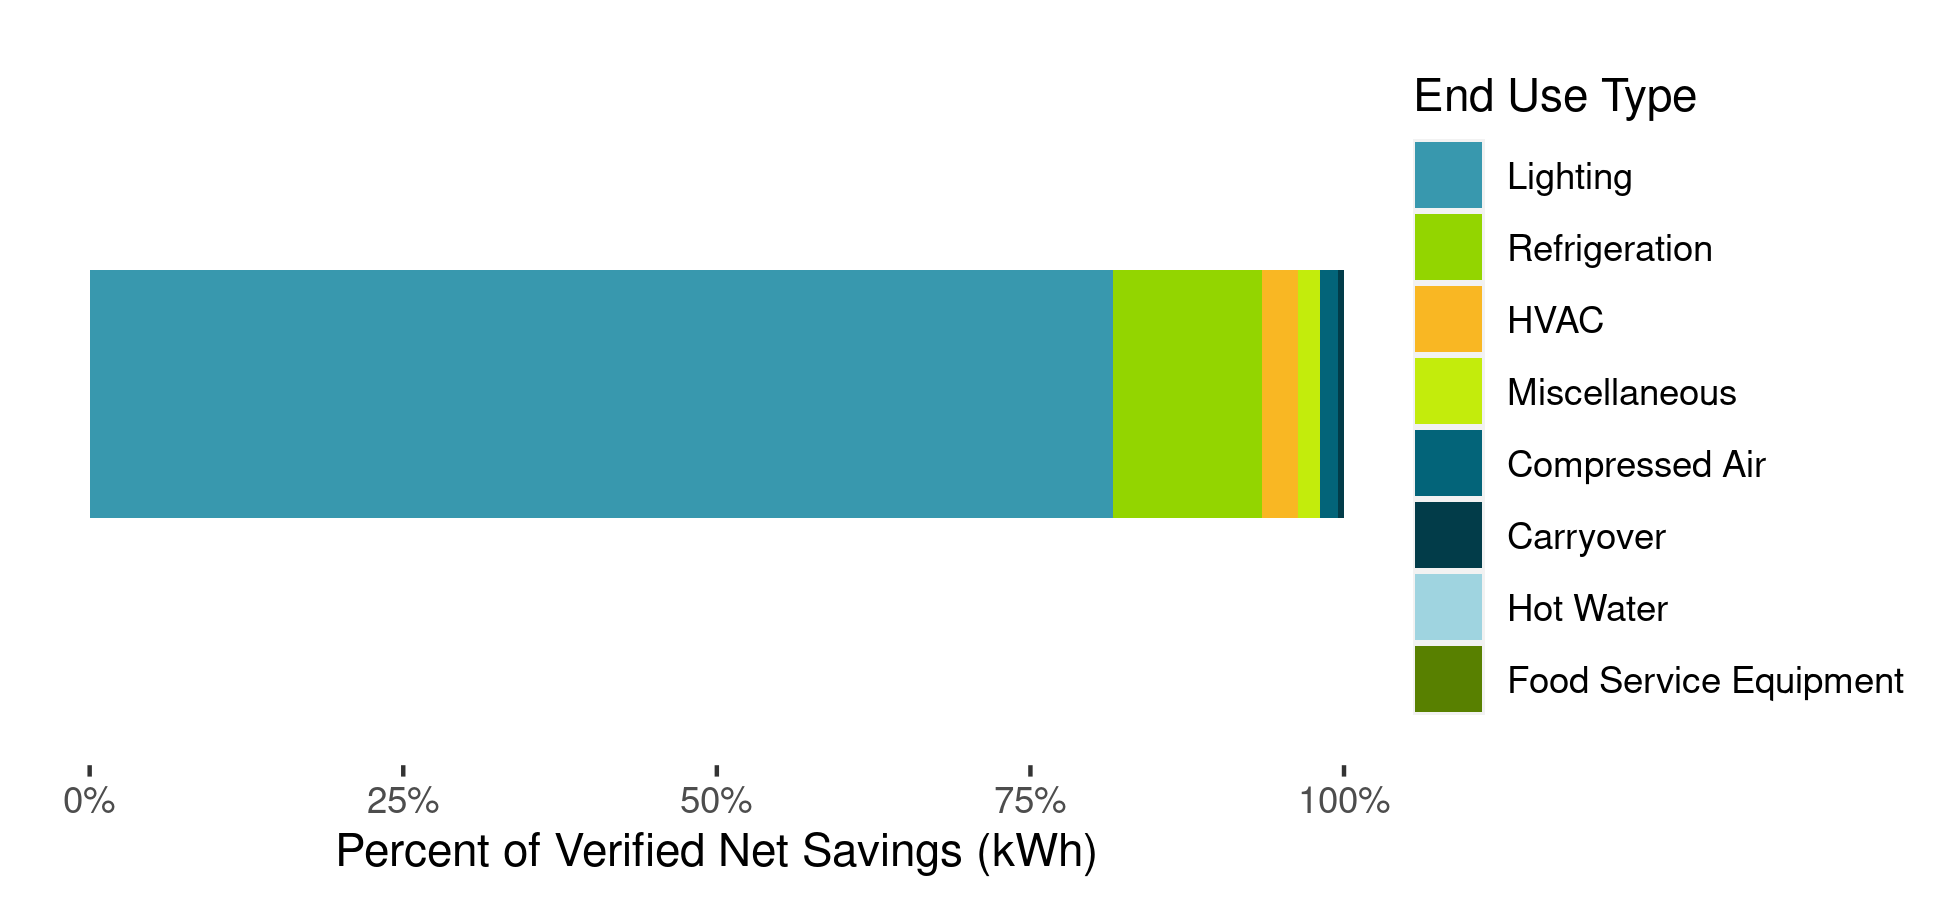 End Use Type
Lighting
Refrigeration
HVAC
Miscellaneous
Compressed Air
Carryover
Hot Water
Food Service Equipment
0% 25% 50% 75% 100%
Percent of Verified Net Savings (kWh)